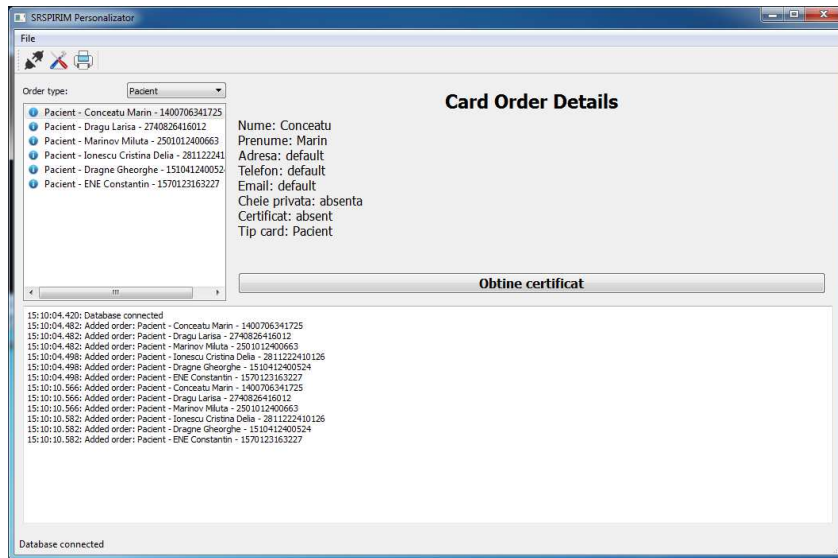 SRSPIRIM Personalizator
File
Order type:
Pacient
Pacient - Conceatu Marin - 1400706341725
Pacient - Dragu Larisa - 2740826416012
Pacient - Marinov Miluta - 2501012400663
Pacient - Ionescu Cristina Delia - 281122241
Pacient - Dragne Gheorghe - 151041240052
Pacient - ENE Constantin - 1570123163227
Card Order Details
Nume: Conceatu
Prenume: Marin
Adresa: default
Telefon: default
Email: default
Cheie privata: absenta
Certificat: absent
Tip card: Pacient
Obtine certificat
15:10:04.420: Database connected
15:10:04.482: Added order: Pacient - Conceatu Marin - 1400706341725
15:10:04.482: Added order: Pacient - Dragu Larisa - 2740826416012
15:10:04.482: Added order: Pacient - Marinov Miluta - 2501012400663
15:10:04.498: Added order: Pacient - Ionescu Cristina Delia - 2811222410126
15:10:04.498: Added order: Pacient - Dragne Gheorghe - 1510412400524
15:10:04.498: Added order: Pacient - ENE Constantin - 1570123163227
15:10:10.566: Added order: Pacient - Conceatu Marin - 1400706341725
15:10:10.566: Added order: Pacient - Dragu Larisa - 2740826416012
15:10:10.566: Added order: Pacient - Marinov Miluta - 2501012400663
15:10:10.582: Added order: Pacient - Ionescu Cristina Delia - 2811222410126
15:10:10.582: Added order: Pacient - Dragne Gheorghe - 1510412400524
15:10:10.582: Added order: Pacient - ENE Constantin - 1570123163227
Database connected